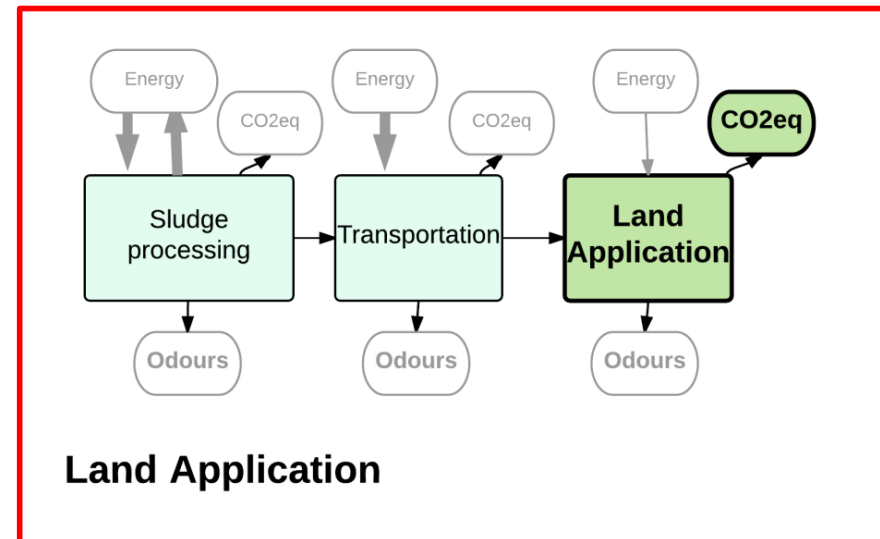 Energy
Energy
Energy
CO2eq
CO2eq
CO2eq
Sludge
processing
Transportation
Land
Application
Odours
Odours
Odours
Land Application